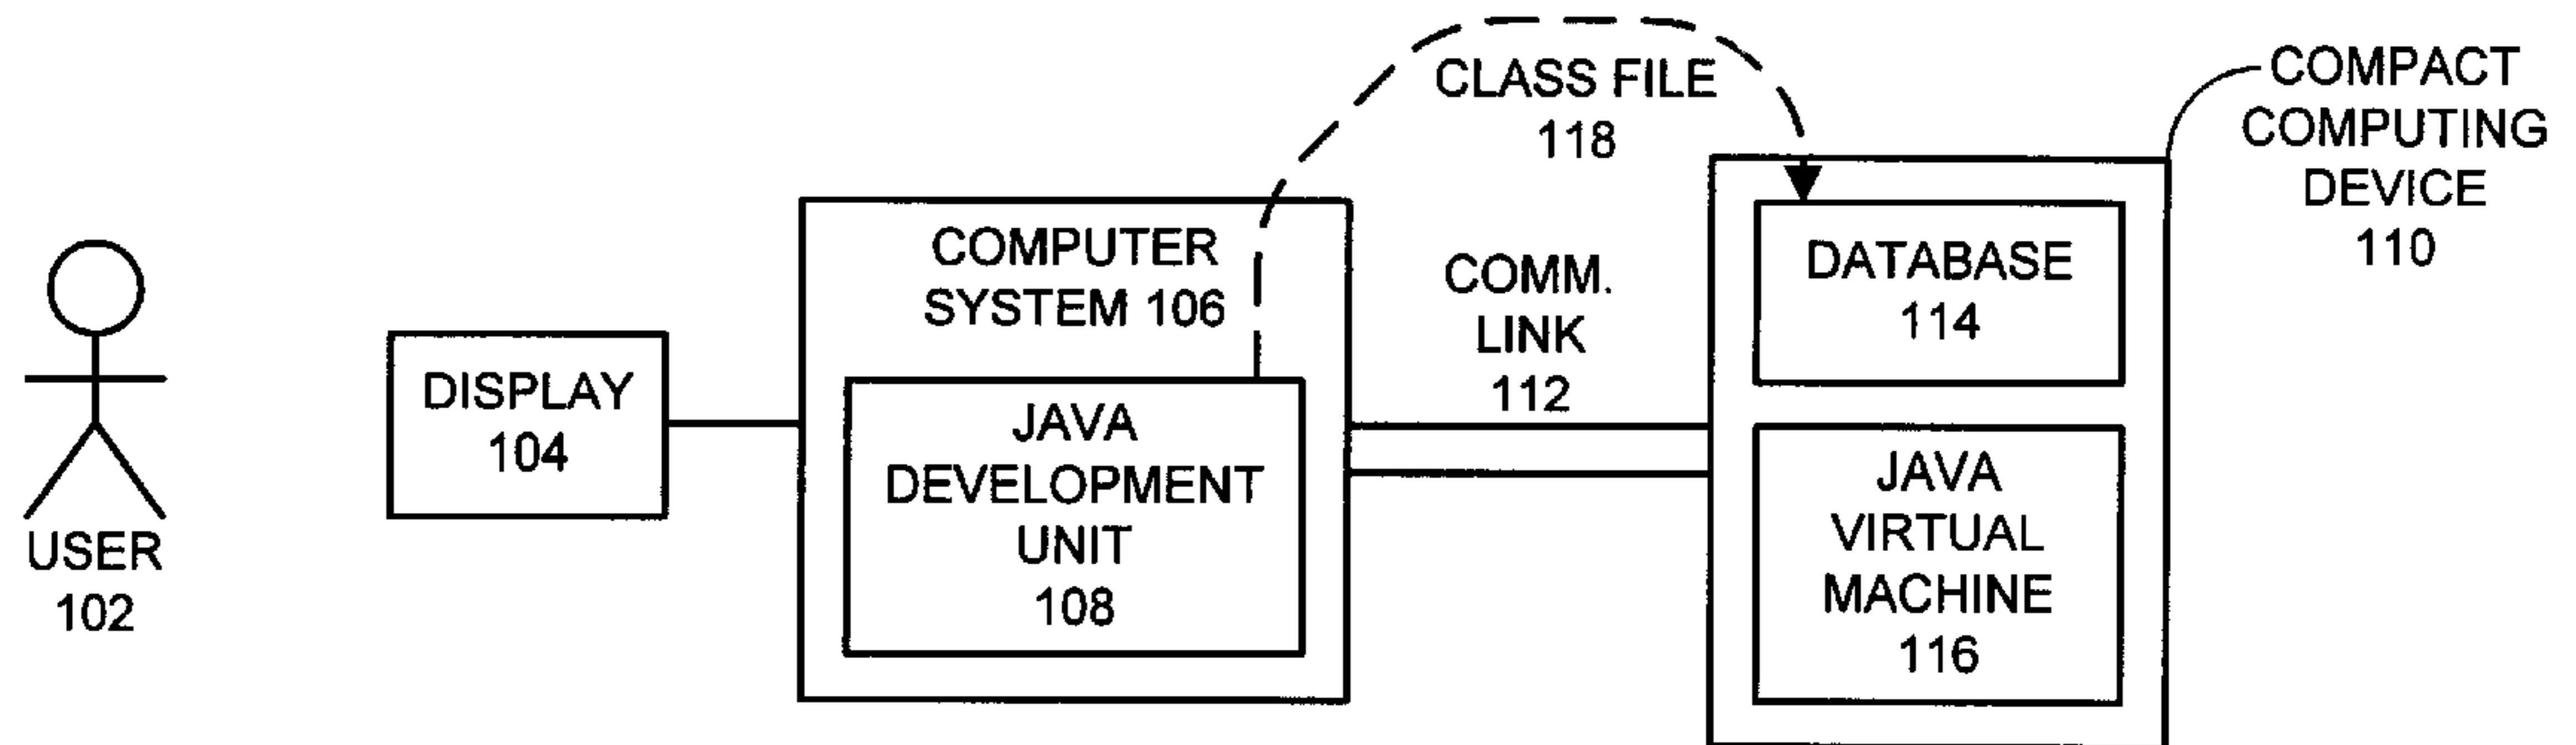 USER
102
DISPLAY
104
COMPUTER
SYSTEM 106
JAVA
DEVELOPMENT
UNIT
108
CLASS FILE
118
COMM.
LINK
112
COMPACT
COMPUTING
DEVICE
110
DATABASE
114
JAVA
VIRTUAL
MACHINE
116